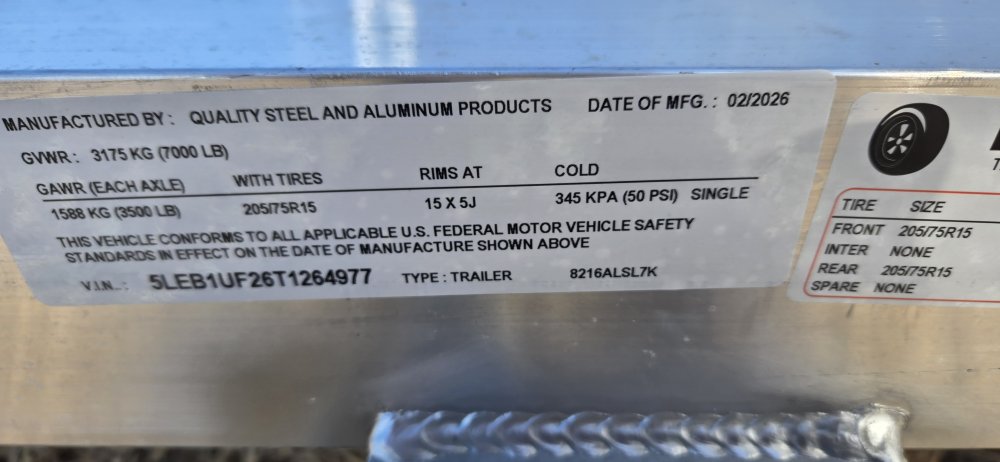 MANUFACTURED BY : QUALITY STEEL AND ALUMINUM PRODUCTS DATE OF MFG. : 02/2026
GVWR : 3175 KG (7000 LB)
GAWR (EACH AXLE) WITH TIRES RIMS AT COLD
1588 KG (3500 LB) 205/75R15 15 X 5J 345 KPA (50 PSI) SINGLE
THIS VEHICLE CONFORMS TO ALL APPLICABLE U.S. FEDERAL MOTOR VEHICLE SAFETY
STANDARDS IN EFFECT ON THE DATE OF MANUFACTURE SHOWN ABOVE
V.I.N. : 5LEB1UF26T1264977 TYPE : TRAILER 8216ALSL7K
TIRE SIZE
FRONT 205/75R15
INTER NONE
REAR 205/75R15
SPARE NONE